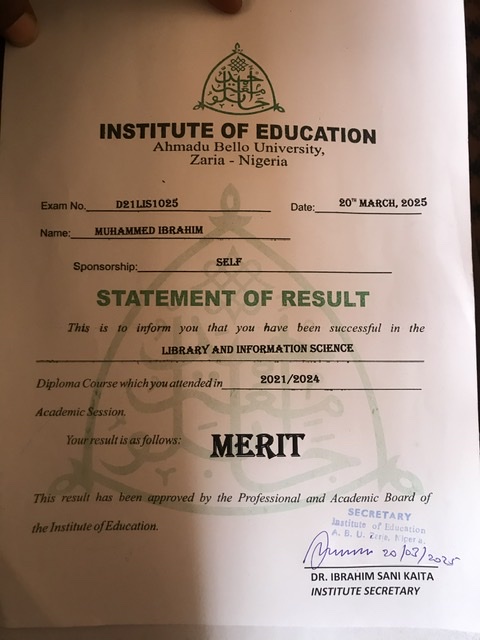 INSTITUTE OF EDUCATION
Ahmadu Bello University,
Zaria - Nigeria
Exam No. D21LIS1025 Date: 20TH MARCH, 2025
Name: MUHAMMED IBRAHIM
Sponsorship: SELF
STATEMENT OF RESULT
This is to inform you that you have been successful in the
LIBRARY AND INFORMATION SCIENCE
Diploma Course which you attended in 2021/2024
Academic Session.
Your result is as follows: MERIT
This result has been approved by the Professional and Academic Board of
the Institute of Education.
SECRETARY
Institute of Education
A. B. U. Zaria, Nigeria.
20/03/2025
DR. IBRAHIM SANI KAITA
INSTITUTE SECRETARY